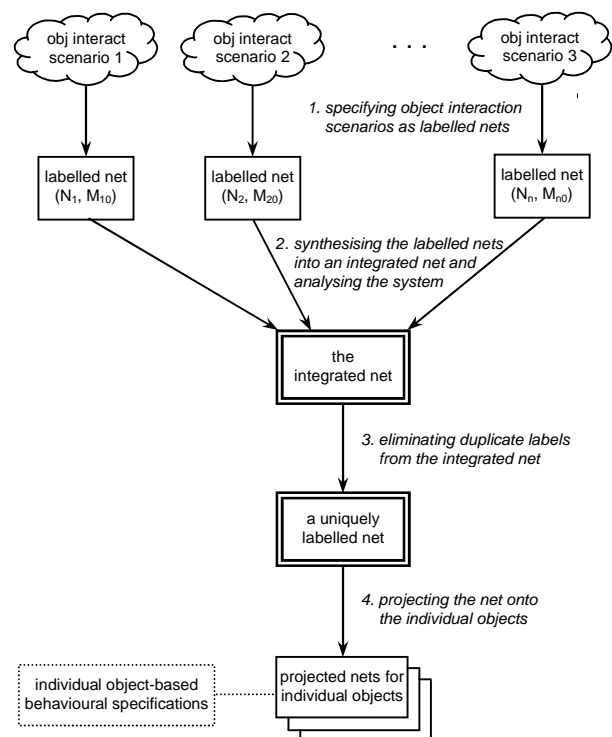 obj interact
scenario 1
obj interact
scenario 2
. . .
obj interact
scenario 3
1. specifying object interaction
scenarios as labelled nets
labelled net
(N1, M10)
labelled net
(N2, M20)
labelled net
(Nn, Mn0)
2. synthesising the labelled nets
into an integrated net and
analysing the system
the
integrated net
3. eliminating duplicate labels
from the integrated net
a uniquely
labelled net
4. projecting the net onto
the individual objects
individual object-based
behavioural specifications
projected nets for
individual objects